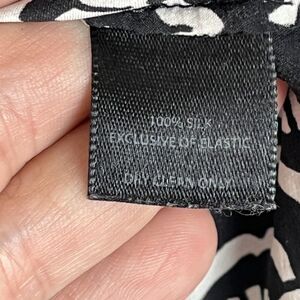 100% SILK
EXCLUSIVE OF ELASTIC
DRY CLEAN ONLY